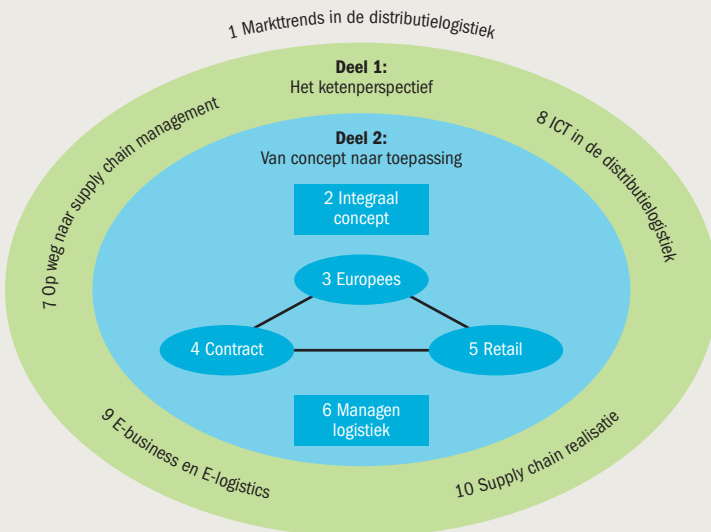 1 Markttrends in de distributielogistiek
Deel 1:
Het ketenperspectief
7 Op weg naar supply chain management
8 ICT in de distributielogistiek
Deel 2:
Van concept naar toepassing
2 Integraal
concept
3 Europees
4 Contract
5 Retail
6 Managen
logistiek
9 E-business en E-logistics
10 Supply chain realisatie